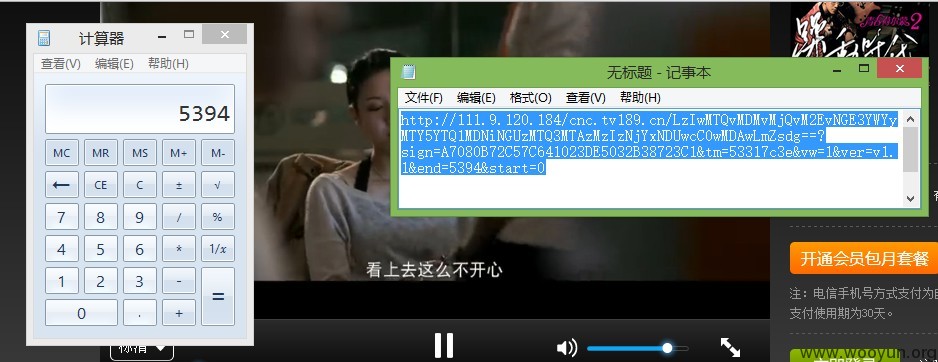 计算器
查看(V) 编辑(E) 帮助(H)
5394
MC MR MS M+ M-
← CE C ± √
7 8 9 / %
4 5 6 * 1/x
1 2 3 - =
0 . +
无标题 - 记事本
文件(F) 编辑(E) 格式(O) 查看(V) 帮助(H)
http://111.9.120.184/cnc.tv189.cn/LzIwMTQvMDMvMjQvM2EvNGE3YWYy
MTY5YTQ1MDNiNGUzMTQ3MTAzMzIzNjYxNDUwcC0wMDAwLmZsdg==?
sign=A7080B72C57C641023DE5032B38723C1&tm=53317c3e&vw=1&ver=v1.
1&end=5394&start=0
看上去这么不开心
标清
开通会员包月套餐
注: 电信手机号方式支付为自
支付使用期为30天。
www.wooyun.org